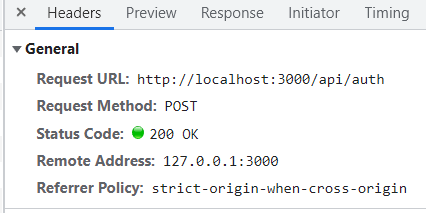 Headers Preview Response Initiator Timing
General
Request URL: http://localhost:3000/api/auth
Request Method: POST
Status Code: 200 OK
Remote Address: 127.0.0.1:3000
Referrer Policy: strict-origin-when-cross-origin